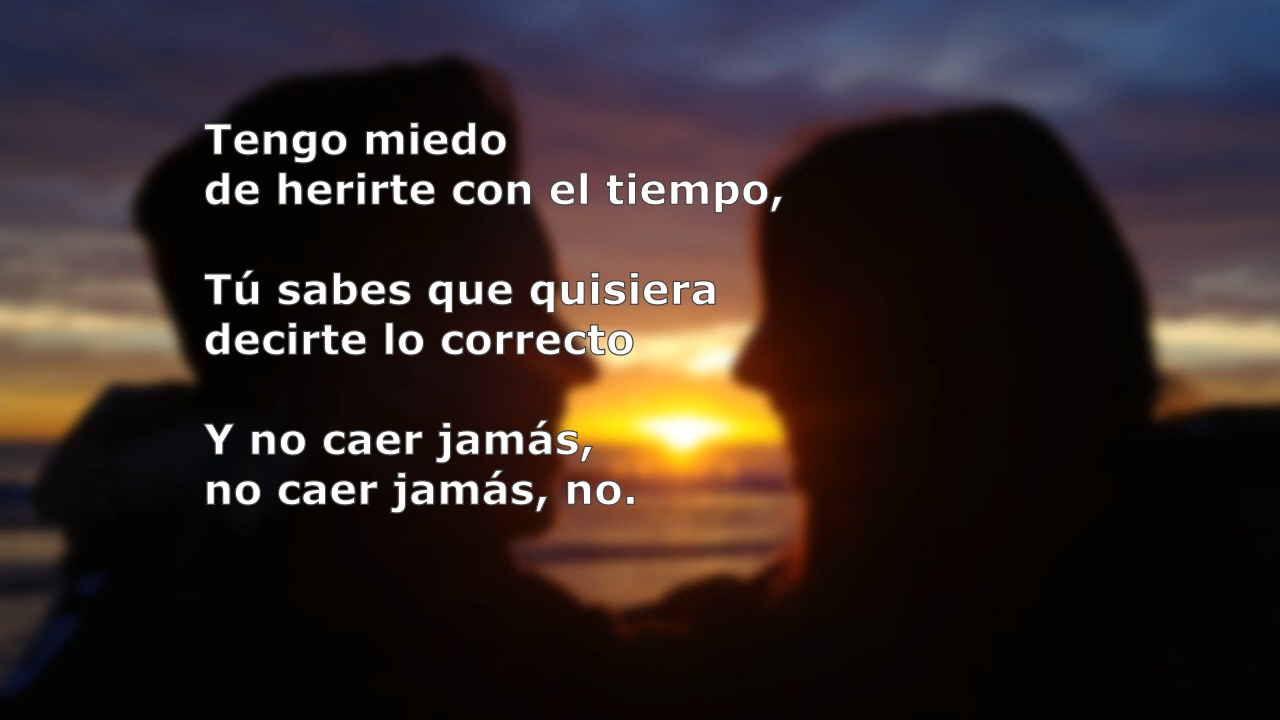 Tengo miedo
de herirte con el tiempo,
Tú sabes que quisiera
decirte lo correcto
Y no caer jamás,
no caer jamás, no.